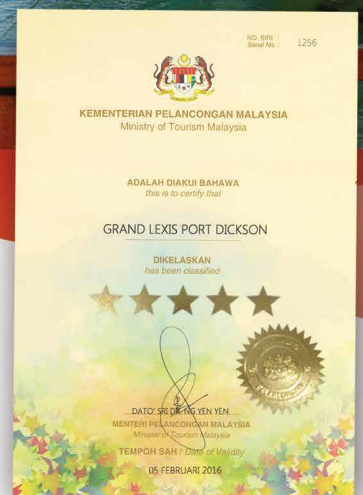 NO. SIRI :
Serial No. : 1256
KEMENTERIAN PELANCONGAN MALAYSIA
Ministry of Tourism Malaysia
ADALAH DIAKUI BAHAWA
this is to certify that
GRAND LEXIS PORT DICKSON
DIKELASKAN
has been classified
DATO' SRI DR. NG YEN YEN
MENTERI PELANCONGAN MALAYSIA
Minister of Tourism Malaysia
TEMPOH SAH / Date of Validity
05 FEBRUARI 2016